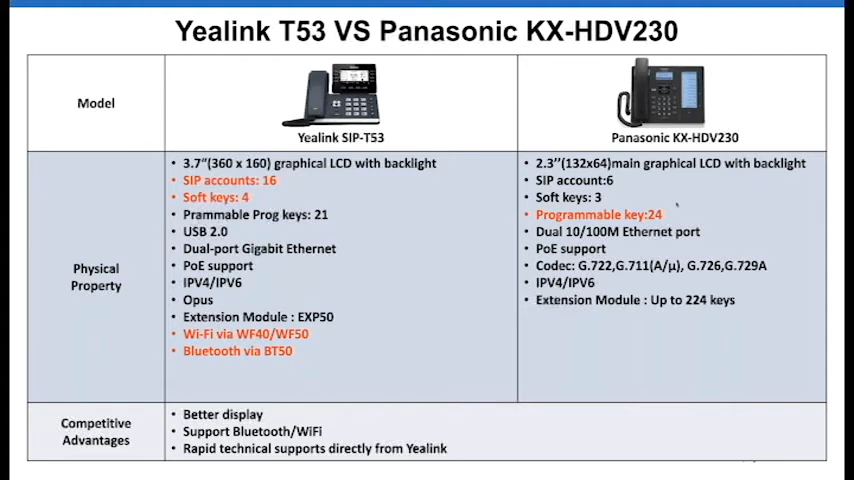 Yealink T53 VS Panasonic KX-HDV230
Model
Yealink SIP-T53
Panasonic KX-HDV230
Physical
Property
• 3.7"(360 x 160) graphical LCD with backlight
• SIP accounts: 16
• Soft keys: 4
• Prammable Prog keys: 21
• USB 2.0
• Dual-port Gigabit Ethernet
• PoE support
• IPV4/IPV6
• Opus
• Extension Module : EXP50
• Wi-Fi via WF40/WF50
• Bluetooth via BT50
• 2.3’’(132x64)main graphical LCD with backlight
• SIP account:6
• Soft keys: 3
• Programmable key:24
• Dual 10/100M Ethernet port
• PoE support
• Codec: G.722,G.711(A/μ), G.726,G.729A
• IPV4/IPV6
• Extension Module : Up to 224 keys
Competitive
Advantages
• Better display
• Support Bluetooth/WiFi
• Rapid technical supports directly from Yealink